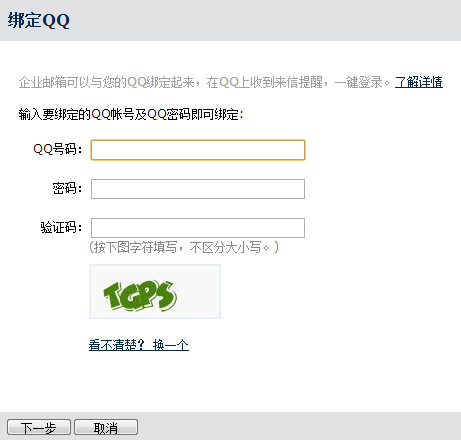 绑定QQ
企业邮箱可以与您的QQ绑定起来，在QQ上收到来信提醒，一键登录。了解详情
输入要绑定的QQ帐号及QQ密码即可绑定：
QQ号码：
密码：
验证码：
(按下图字符填写，不区分大小写。)
TGPS
看不清楚？换一个
下一步 取消